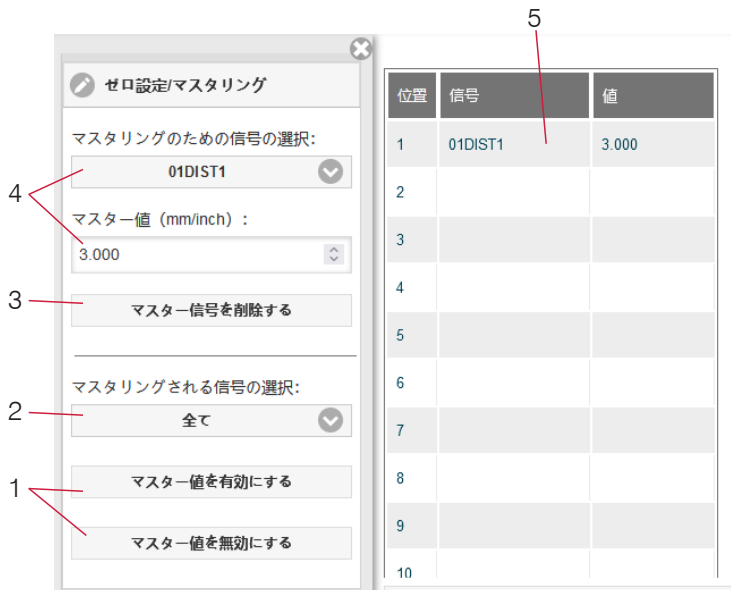 5
ゼロ設定/マスタリング
マスタリングのための信号の選択:
01DIST1
4
マスター値（mm/inch）:
3.000
3
マスター信号を削除する
マスタリングされる信号の選択:
2
全て
1
マスター値を有効にする
マスター値を無効にする
位置 信号 値
1 01DIST1 3.000
2
3
4
5
6
7
8
9
10